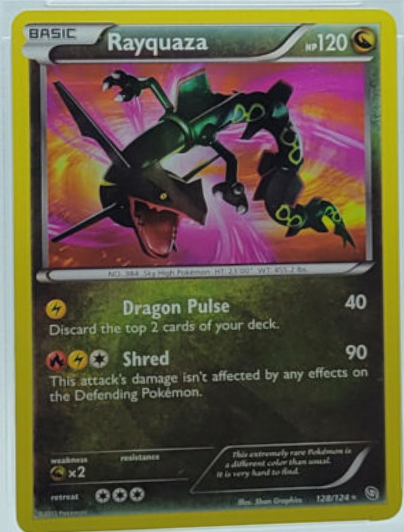 BASIC
Rayquaza HP120
NO. 384 Sky High Pokémon HT: 23'00" WT: 455.2 lbs.
Dragon Pulse 40
Discard the top 2 cards of your deck.
Shred 90
This attack's damage isn't affected by any effects on
the Defending Pokémon.
weakness resistance
×2
This extremely rare Pokémon is
a different color than usual.
It is very hard to find.
retreat
Illus. Shin Nagasawa
128/124